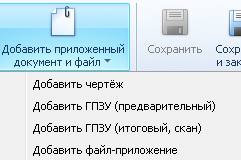 Добавить приложенный
документ и файл
Сохранить
Сохр
и зак
Добавить чертёж
Добавить ГПЗУ (предварительный)
Добавить ГПЗУ (итоговый, скан)
Добавить файл-приложение